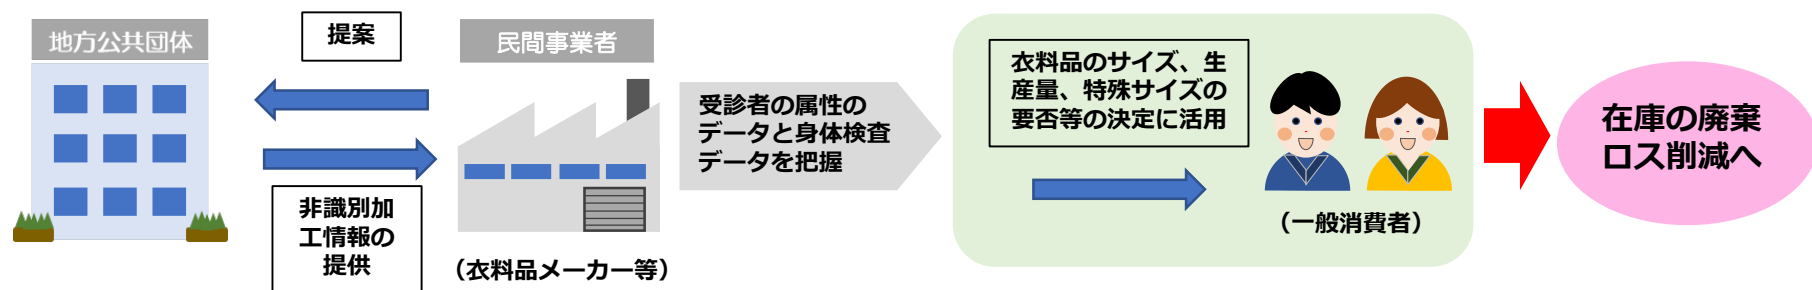 地方公共団体
提案
非識別加
工情報の
提供
民間事業者
（衣料品メーカー等）
受診者の属性の
データと身体検査
データを把握
衣料品のサイズ、生
産量、特殊サイズの
要否等の決定に活用
（一般消費者）
在庫の廃棄
ロス削減へ